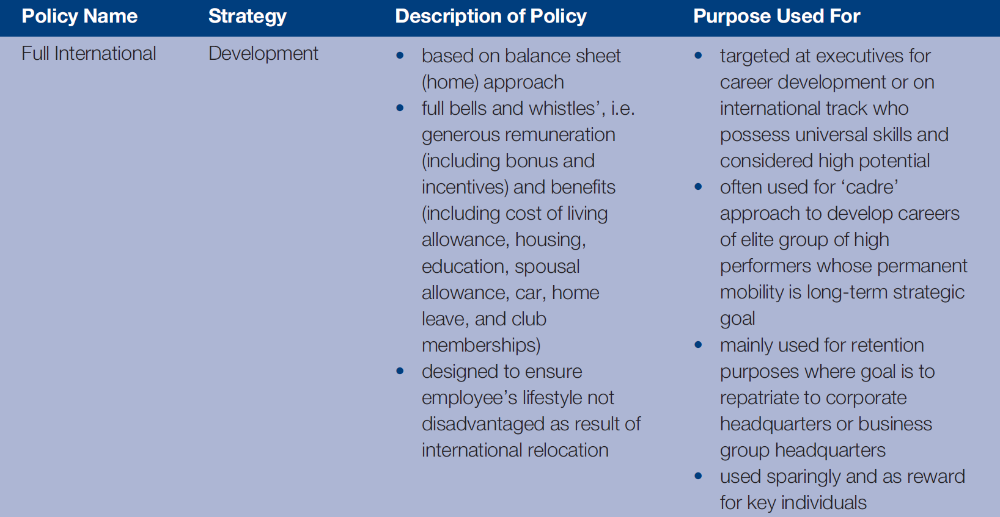 Policy Name
Strategy
Description of Policy
Purpose Used For
Full International
Development
• based on balance sheet
(home) approach
• full bells and whistles’, i.e.
generous remuneration
(including bonus and
incentives) and benefits
(including cost of living
allowance, housing,
education, spousal
allowance, car, home
leave, and club
memberships)
• designed to ensure
employee’s lifestyle not
disadvantaged as result of
international relocation
• targeted at executives for
career development or on
international track who
possess universal skills and
considered high potential
• often used for ‘cadre’
approach to develop careers
of elite group of high
performers whose permanent
mobility is long-term strategic
goal
• mainly used for retention
purposes where goal is to
repatriate to corporate
headquarters or business
group headquarters
• used sparingly and as reward
for key individuals